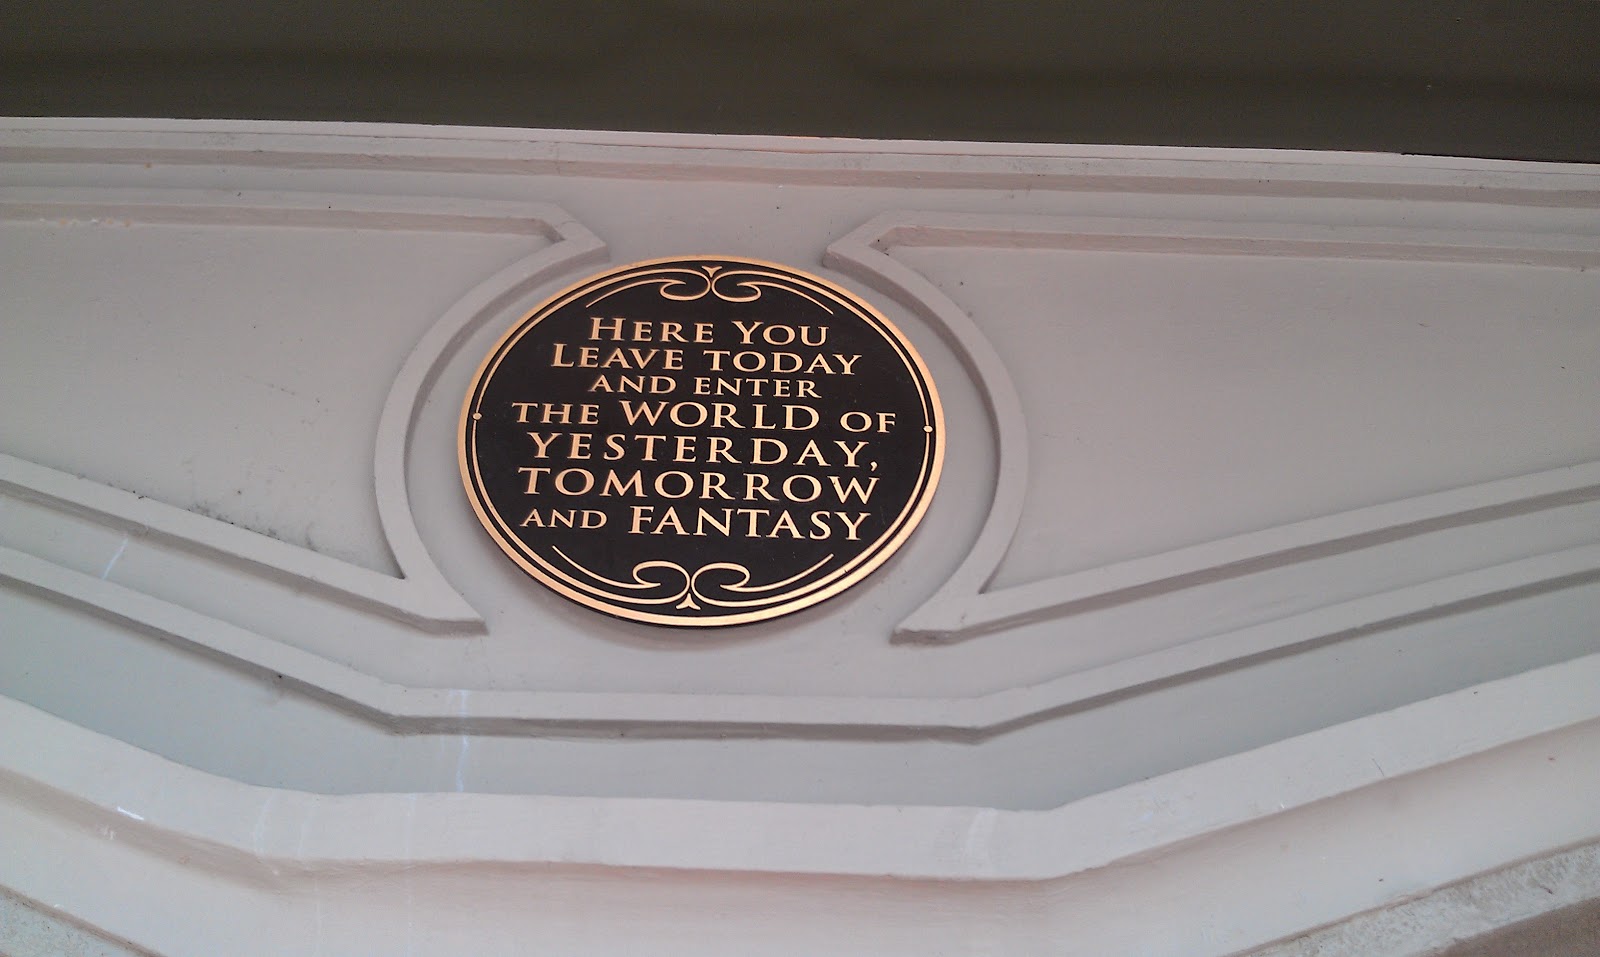 Here You
Leave Today
and enter
the World of
Yesterday,
Tomorrow
and Fantasy